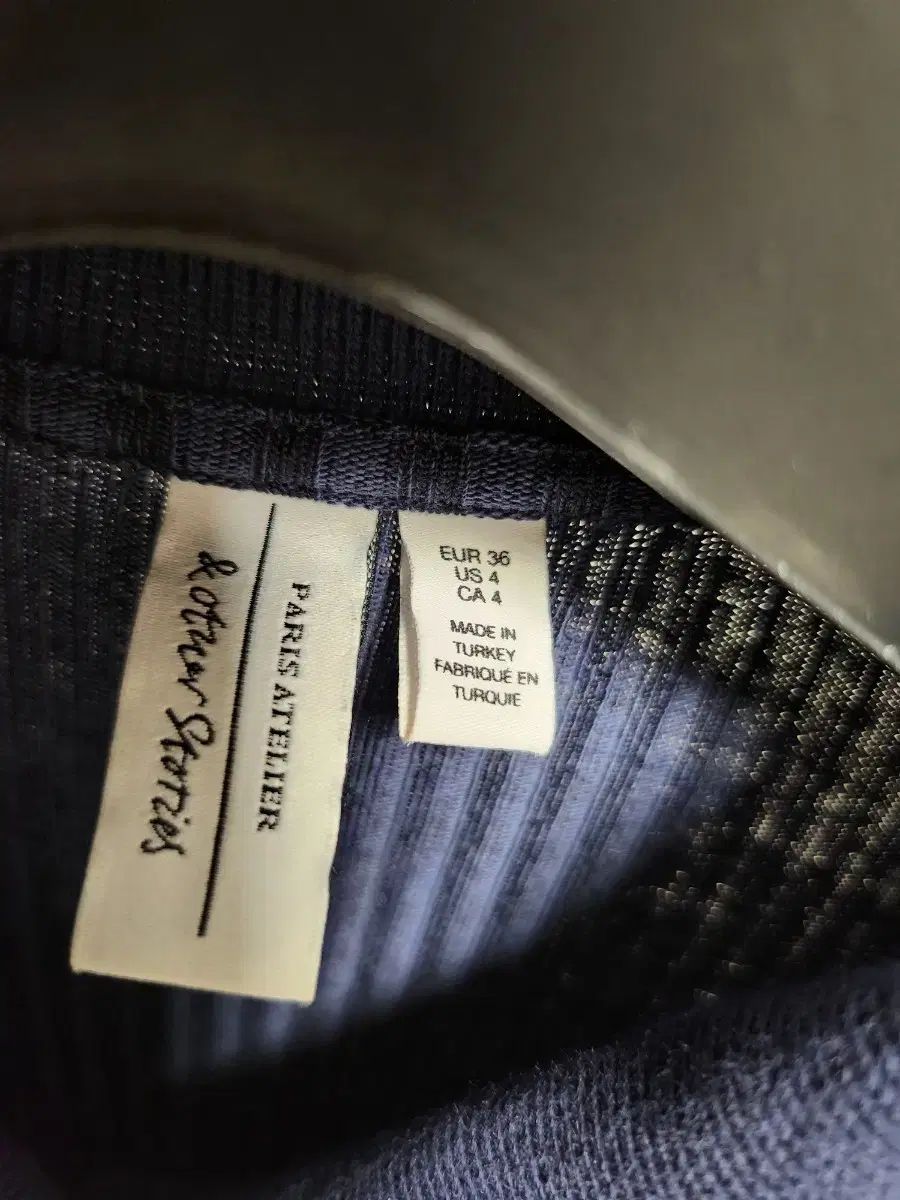 & other Stories
PARIS ATELIER
EUR 36
US 4
CA 4
MADE IN
TURKEY
FABRIQUÉ EN
TURQUIE